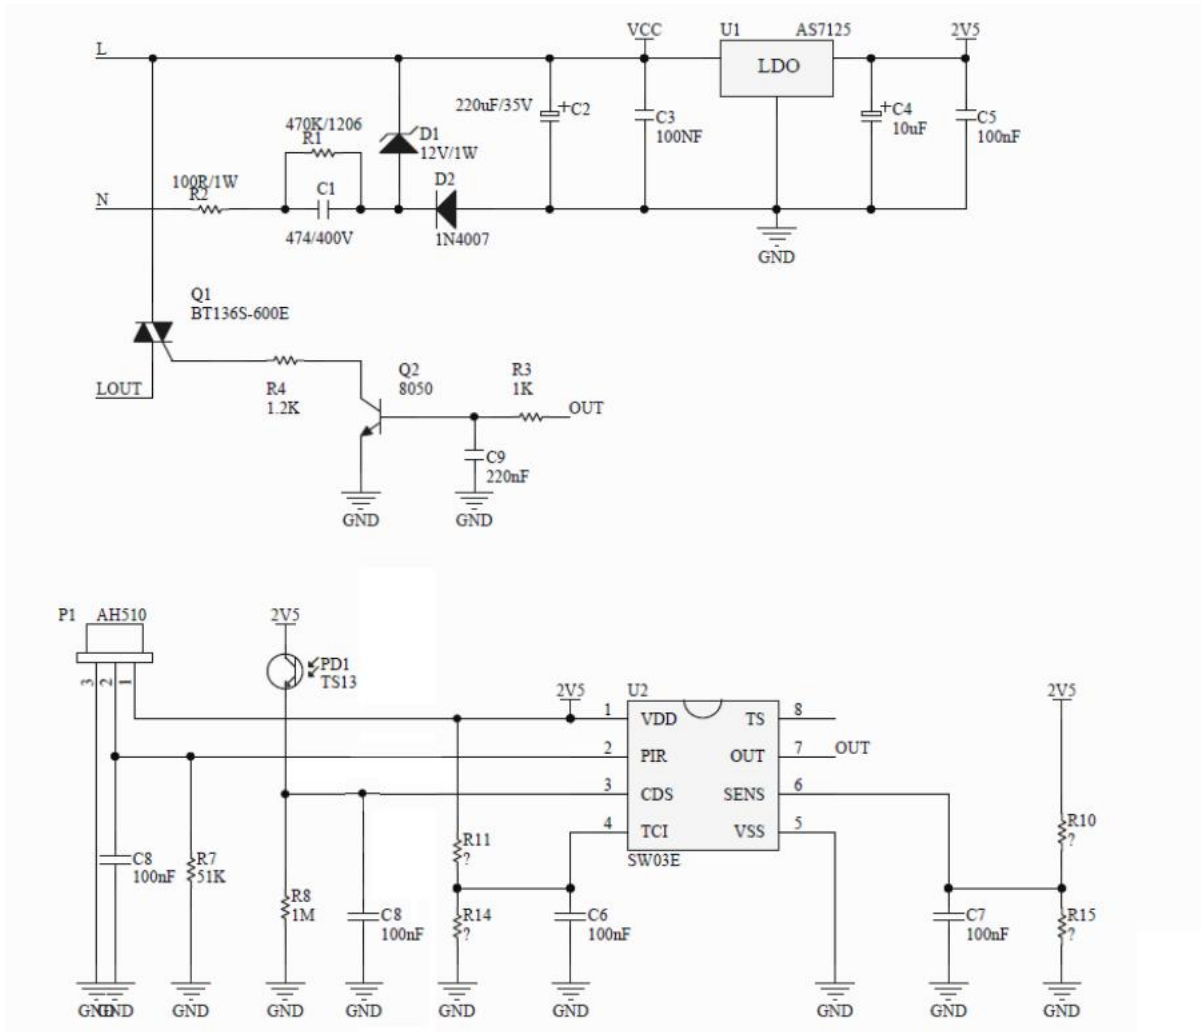 L
VCC
U1 AS7125
2V5
LDO
220uF/35V
+C2
C3
100NF
+C4
10uF
C5
100nF
470K/1206
R1
D1
12V/1W
100R/1W
R2
N
C1
D2
474/400V
1N4007
GND
Q1
BT136S-600E
LOUT
R4
1.2K
Q2
8050
R3
1K
OUT
C9
220nF
GND
GND
P1 AH510
3 2 1
2V5
PD1
TS13
2V5
U2
2V5
1 VDD TS 8
2 PIR OUT 7 OUT
3 CDS SENS 6
4 TCI VSS 5
SW03E
R10
?
R11
?
C8
100nF
R7
51K
R8
1M
C8
100nF
R14
?
C6
100nF
C7
100nF
R15
?
GND
GND
GND
GND
GND
GND
GND
GND
GND
GND